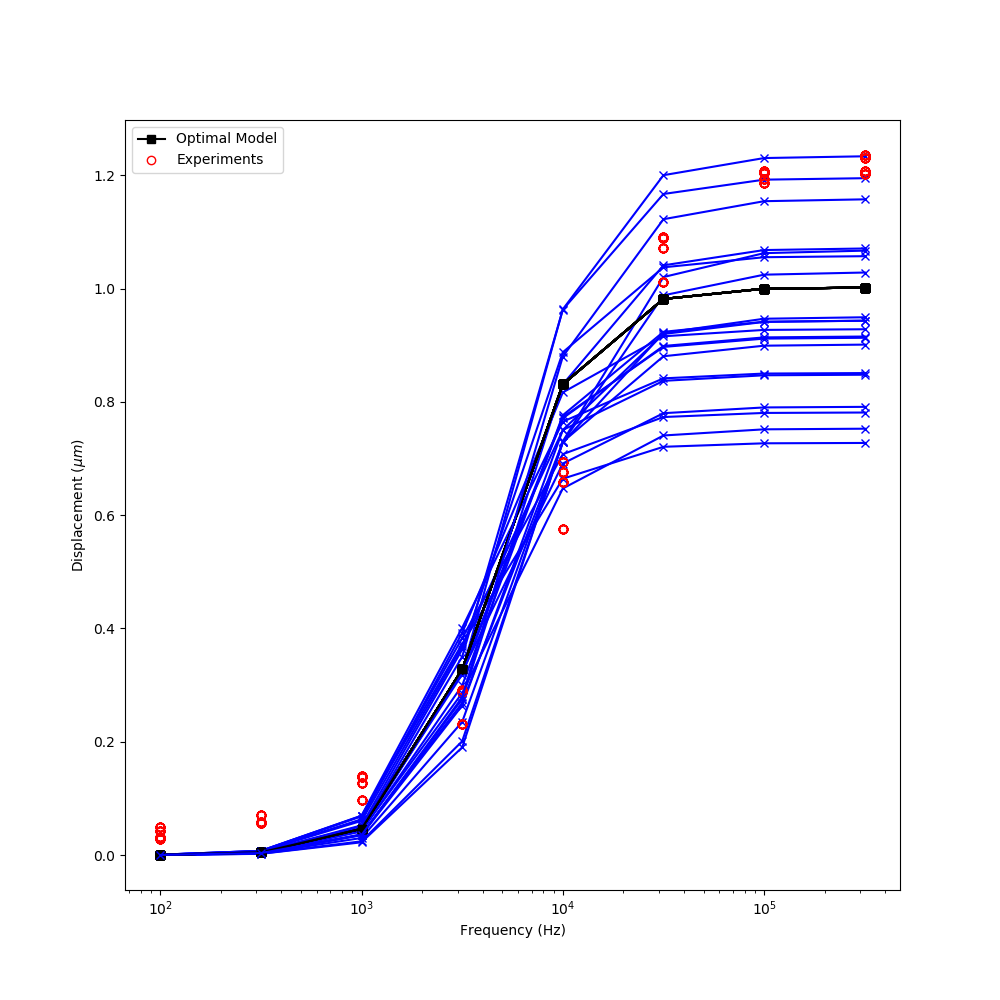 Optimal Model
Experiments
1.2
1.0
0.8
0.6
0.4
0.2
0.0
Displacement (μm)
10²
10³
10⁴
10⁵
Frequency (Hz)